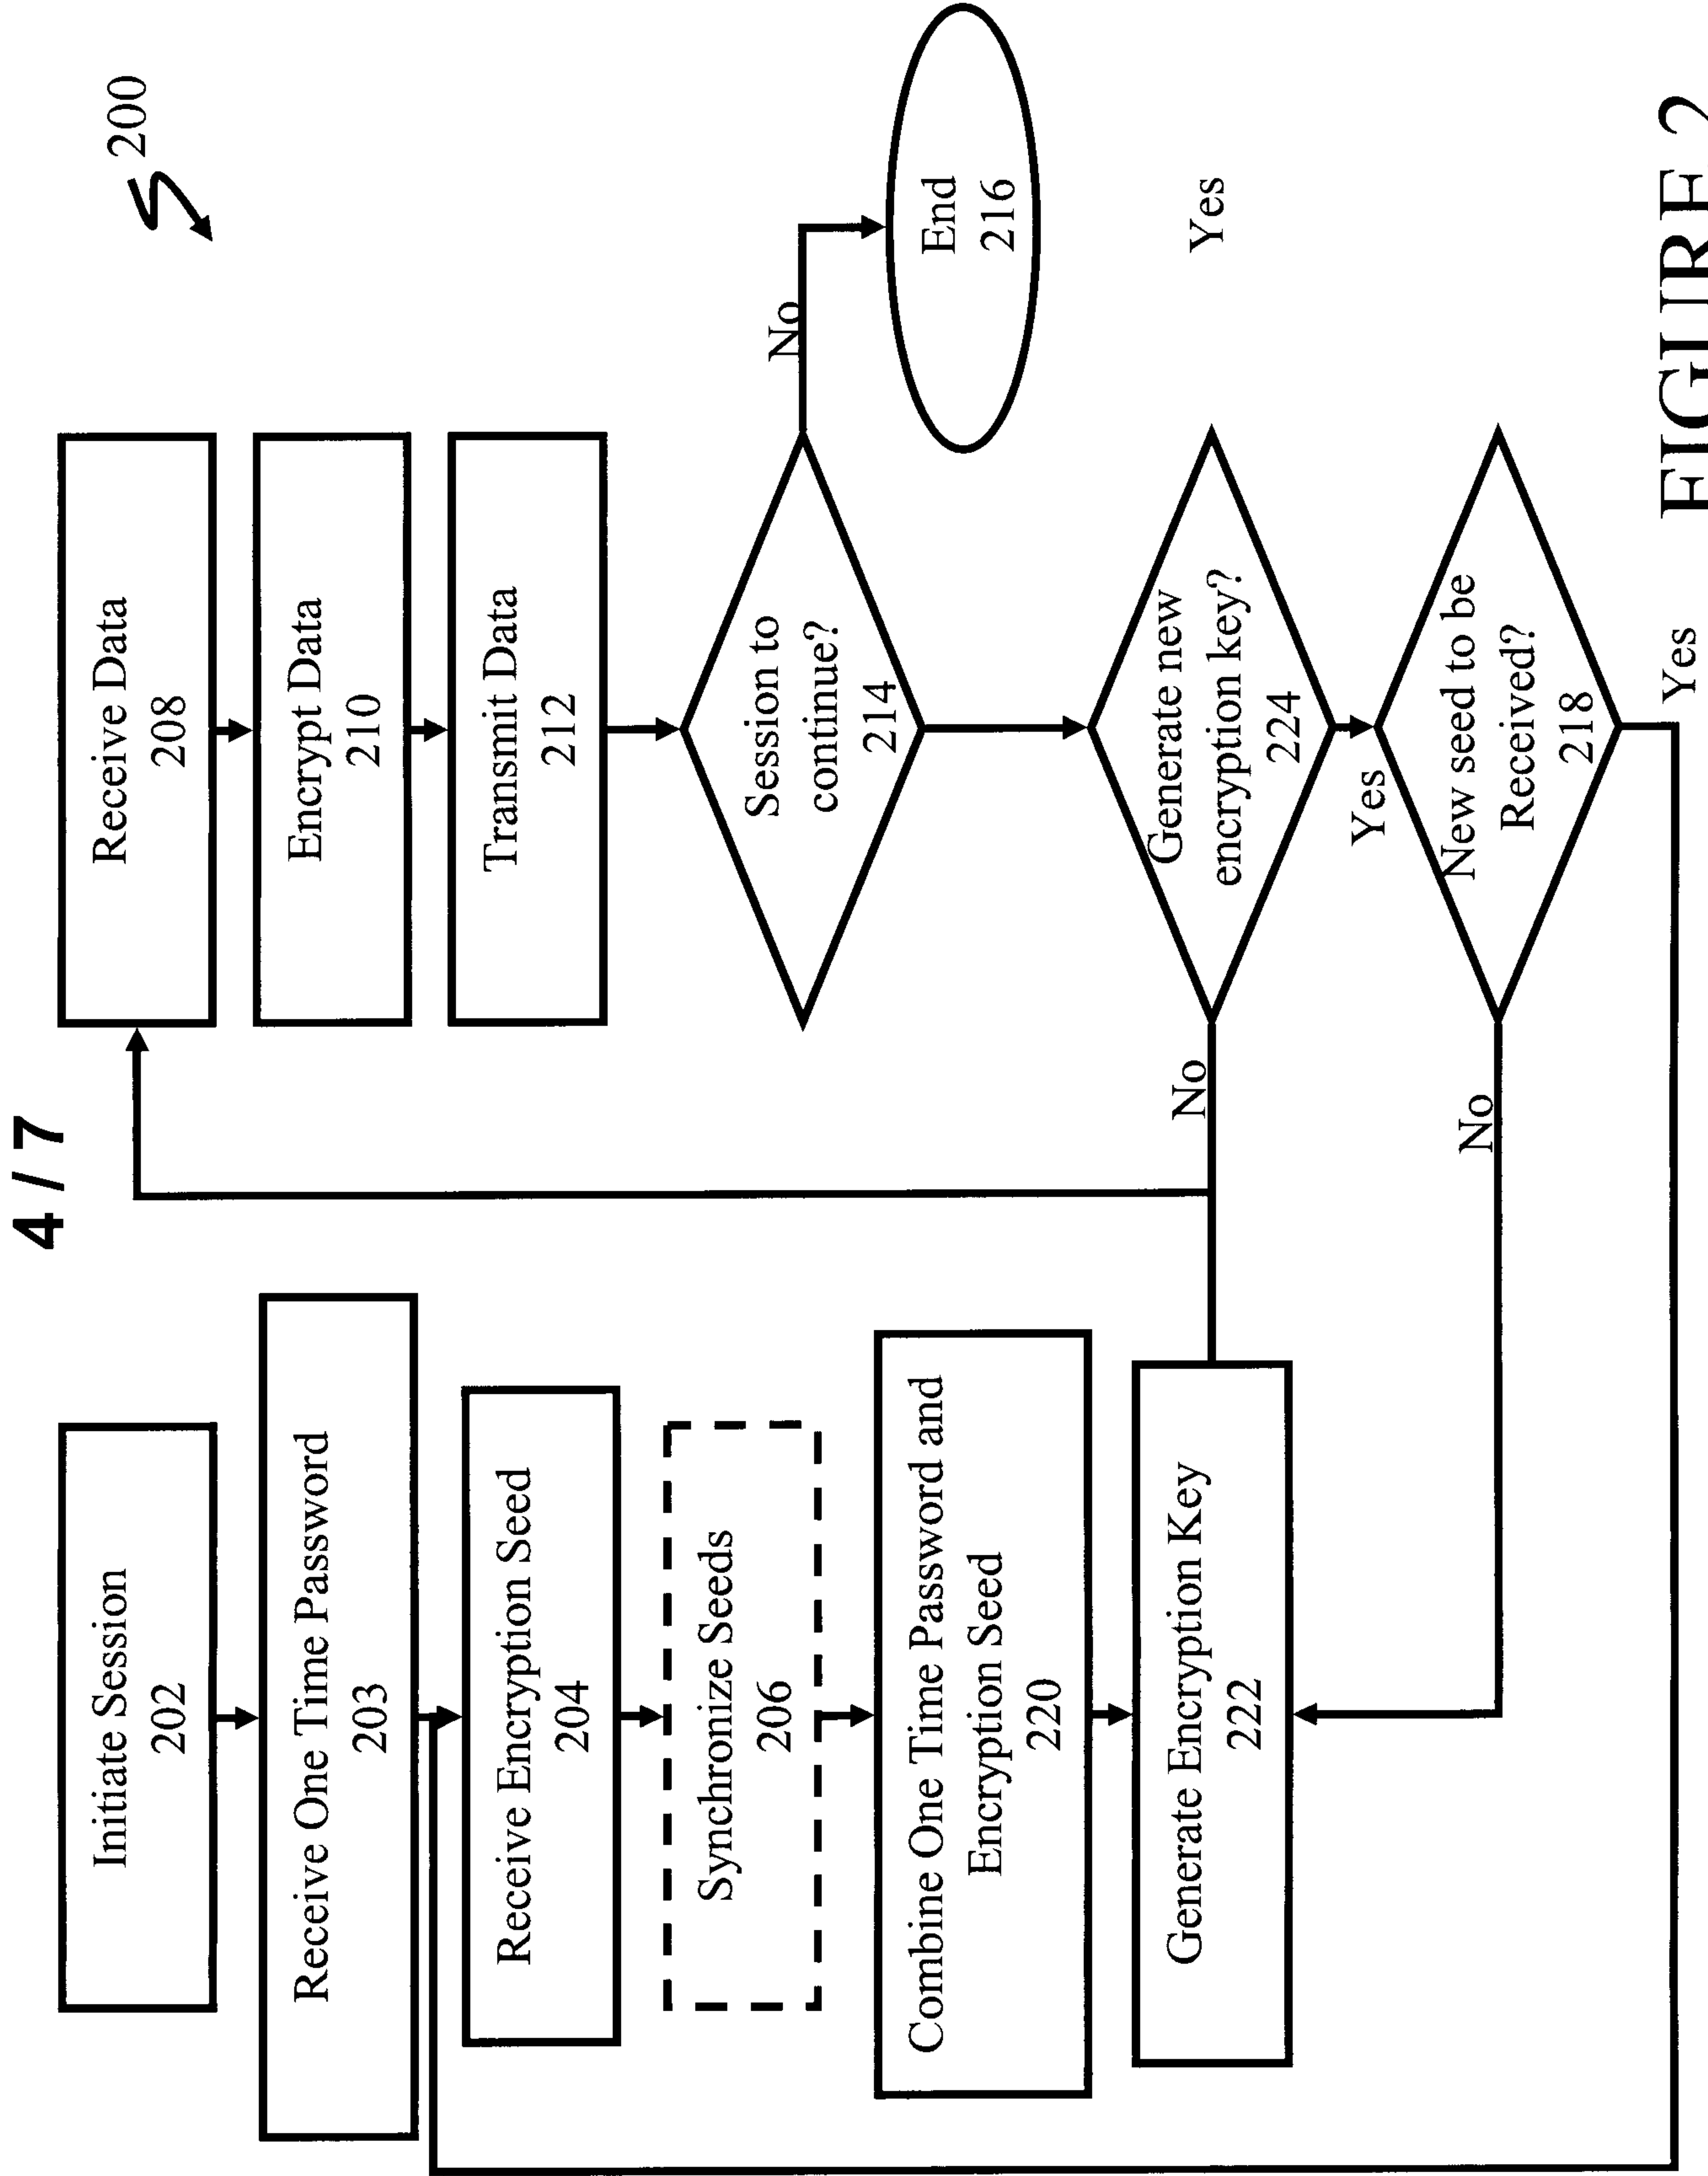 4 / 7
200
Initiate Session
202
Receive One Time Password
203
Receive Encryption Seed
204
Synchronize Seeds
206
Combine One Time Password and
Encryption Seed
220
Generate Encryption Key
222
Receive Data
208
Encrypt Data
210
Transmit Data
212
Session to
continue?
214
No
End
216
Yes
Generate new
encryption key?
224
No
Yes
New seed to be
Received?
218
No
Yes
FIGURE 2